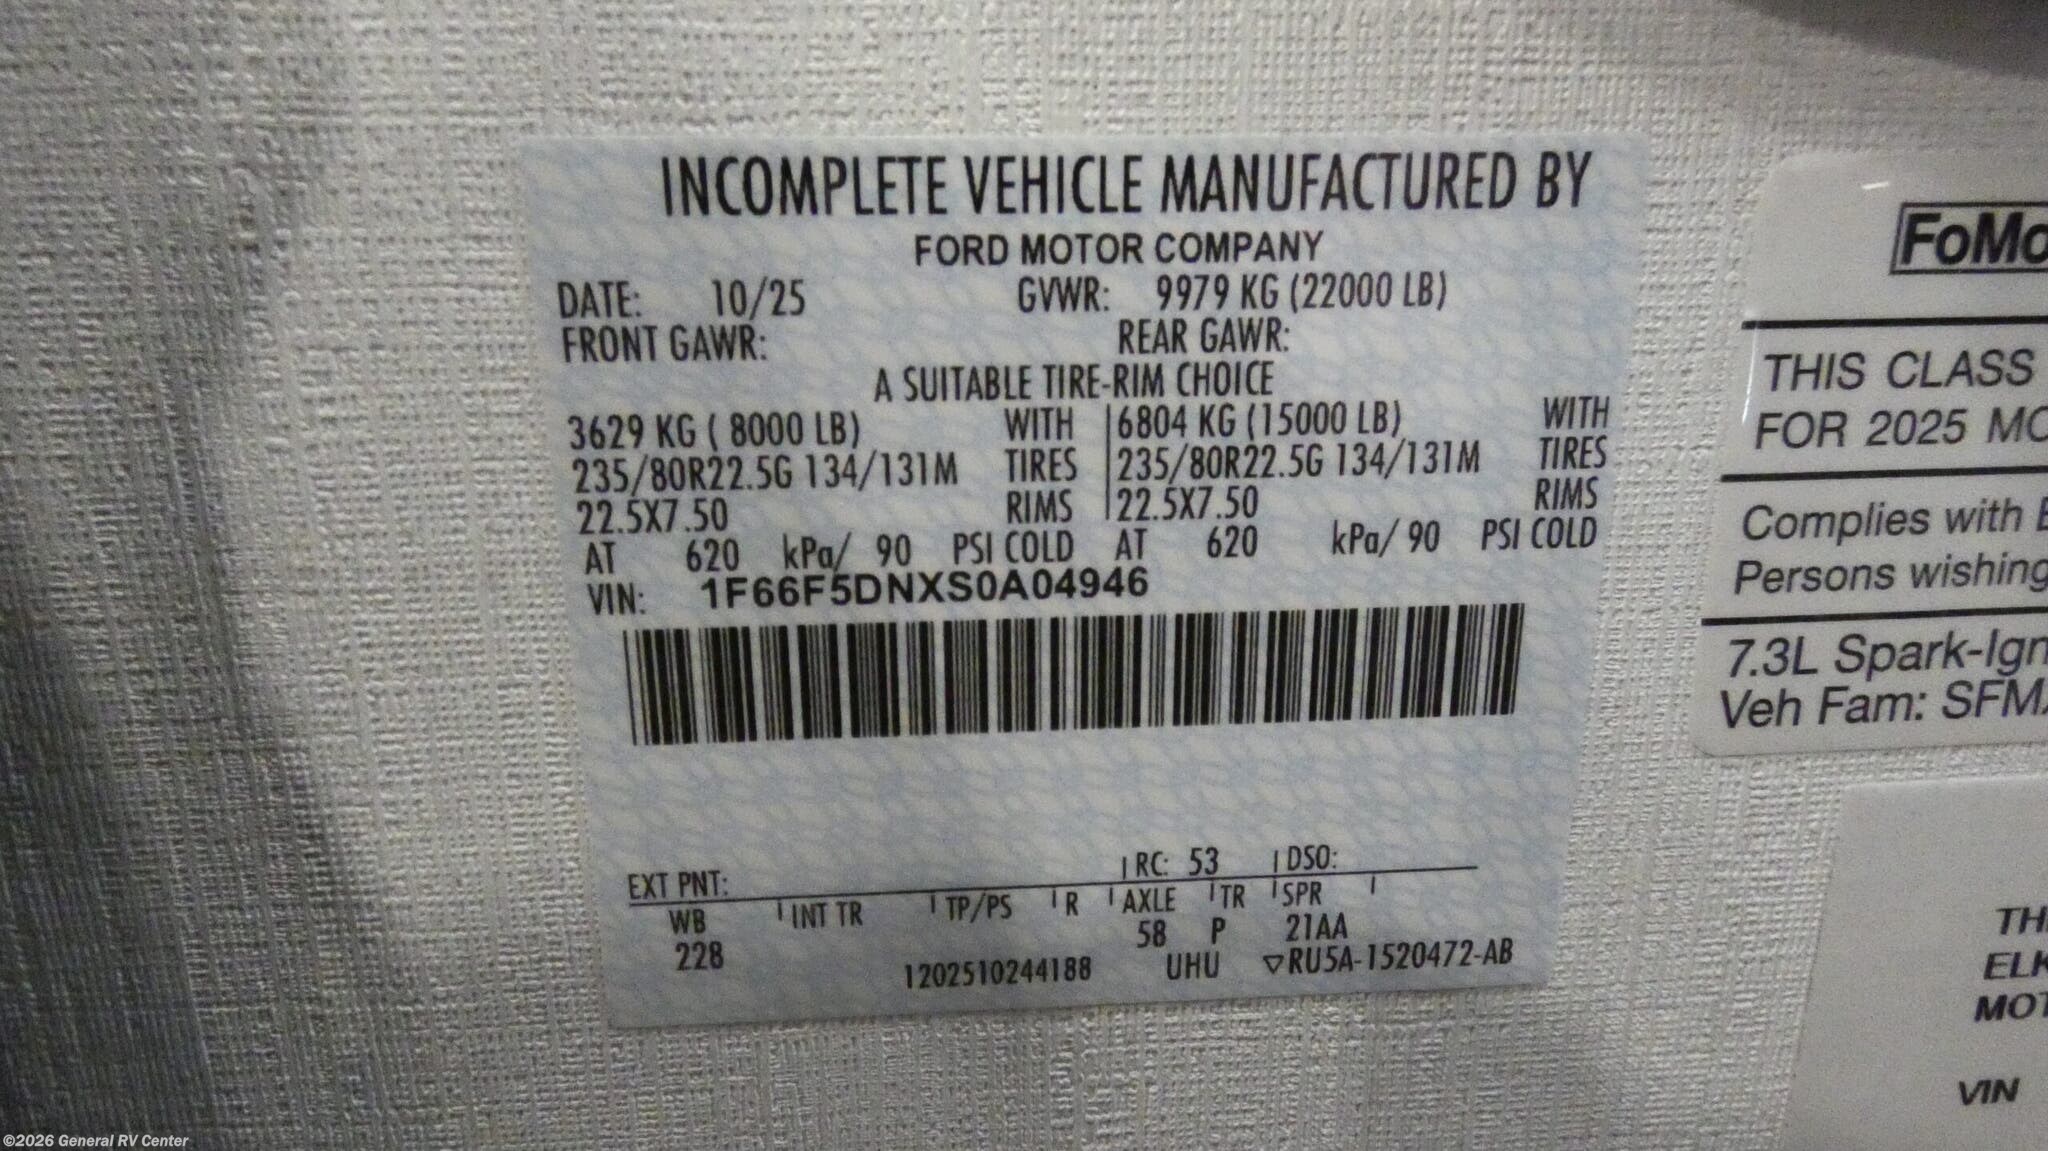 INCOMPLETE VEHICLE MANUFACTURED BY
FORD MOTOR COMPANY
DATE: 10/25 GVWR: 9979 KG (22000 LB)
FRONT GAWR: REAR GAWR:
A SUITABLE TIRE-RIM CHOICE
3629 KG ( 8000 LB) WITH 6804 KG (15000 LB) WITH
235/80R22.5G 134/131M TIRES 235/80R22.5G 134/131M TIRES
22.5X7.50 RIMS 22.5X7.50 RIMS
AT 620 kPa/ 90 PSI COLD AT 620 kPa/ 90 PSI COLD
VIN: 1F66F5DNXS0A04946
EXT PNT: RC: 53 DSO:
WB INT TR TP/PS R AXLE TR SPR
228 58 P 21AA
1202510244188 UHU ▽RU5A-1520472-AB
FoMo
THIS CLASS
FOR 2025 MO
Complies with
Persons wishing
7.3L Spark-Ign
Veh Fam: SFM
TH
ELK
MOT
VIN
©2026 General RV Center